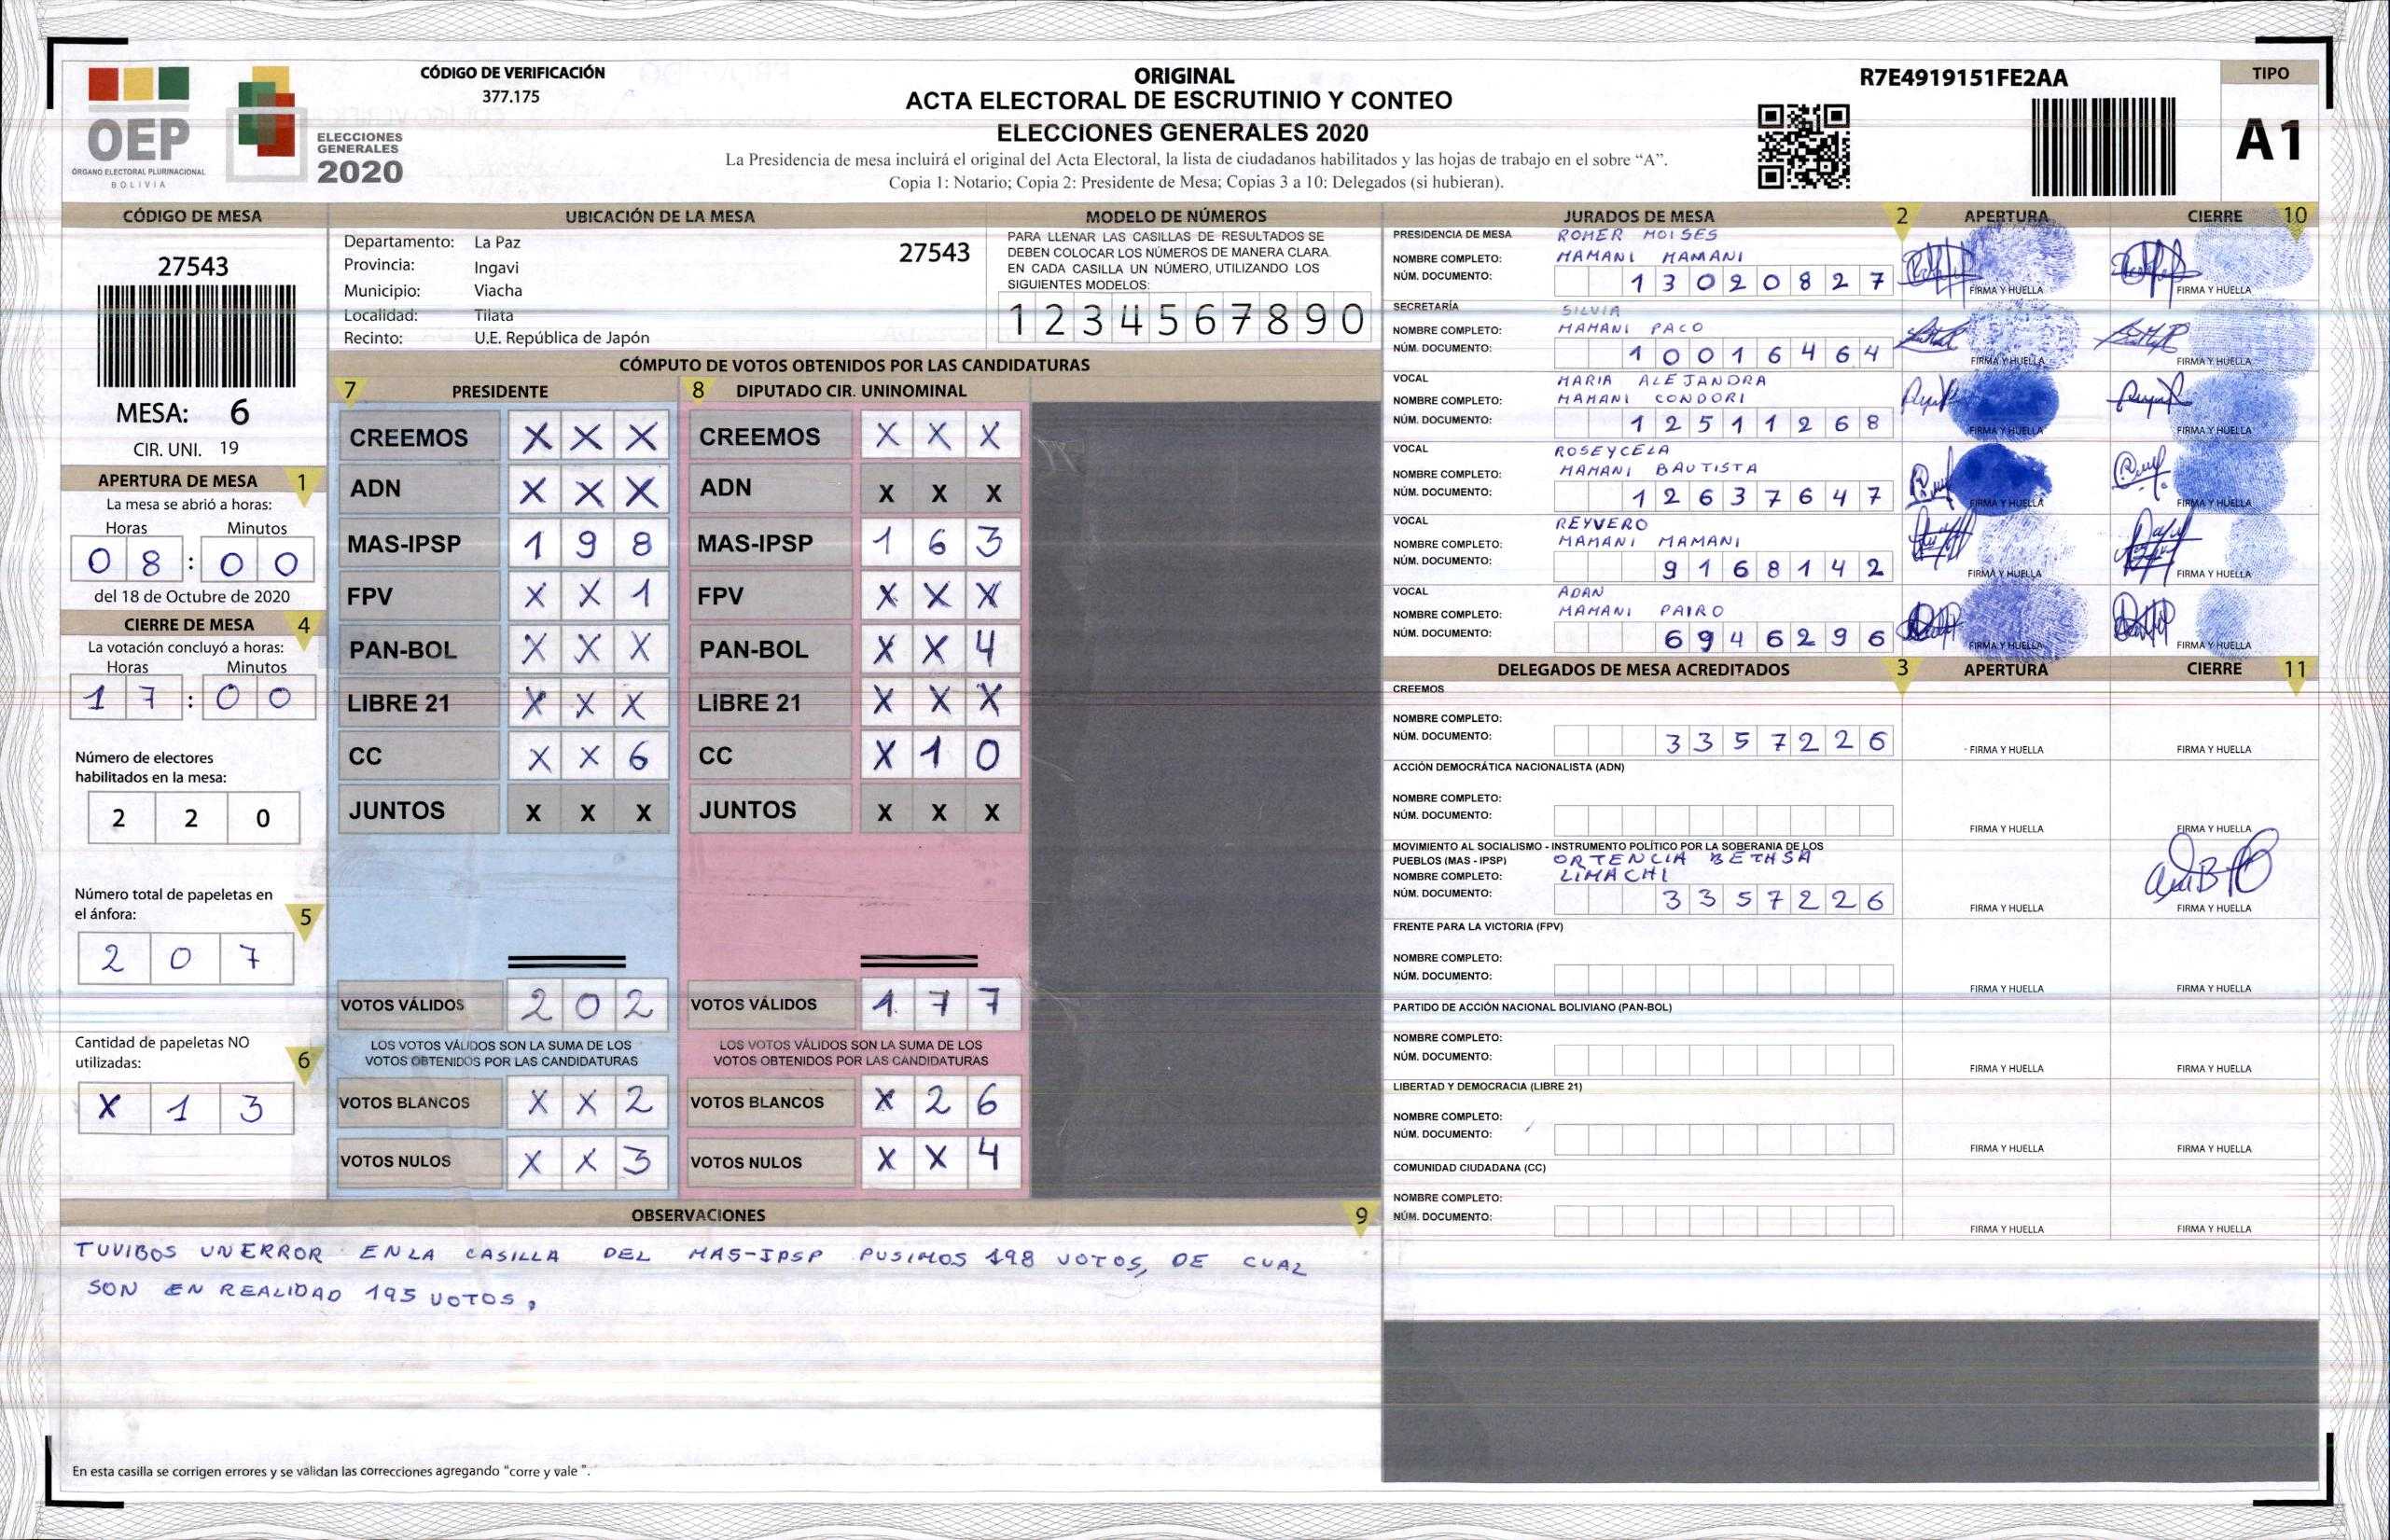 OEP
ÓRGANO ELECTORAL PLURINACIONAL
BOLIVIA
ELECCIONES
GENERALES
2020
CÓDIGO DE VERIFICACIÓN
377.175
ORIGINAL
ACTA ELECTORAL DE ESCRUTINIO Y CONTEO
ELECCIONES GENERALES 2020
La Presidencia de mesa incluirá el original del Acta Electoral, la lista de ciudadanos habilitados y las hojas de trabajo en el sobre “A”.
Copia 1: Notario; Copia 2: Presidente de Mesa; Copias 3 a 10: Delegados (si hubieran).
R7E4919151FE2AA
TIPO
A1
CÓDIGO DE MESA
27543
MESA: 6
CIR. UNI. 19
APERTURA DE MESA 1
La mesa se abrió a horas:
Horas Minutos
0 8 : 0 0
del 18 de Octubre de 2020
CIERRE DE MESA 4
La votación concluyó a horas:
Horas Minutos
1 7 : 0 0
Número de electores
habilitados en la mesa:
2 2 0
Número total de papeletas en
el ánfora: 5
2 0 7
Cantidad de papeletas NO
utilizadas: 6
X 1 3
UBICACIÓN DE LA MESA
Departamento: La Paz 27543
Provincia: Ingavi
Municipio: Viacha
Localidad: Tilata
Recinto: U.E. República de Japón
MODELO DE NÚMEROS
PARA LLENAR LAS CASILLAS DE RESULTADOS SE
DEBEN COLOCAR LOS NÚMEROS DE MANERA CLARA.
EN CADA CASILLA UN NÚMERO, UTILIZANDO LOS
SIGUIENTES MODELOS:
1 2 3 4 5 6 7 8 9 0
CÓMPUTO DE VOTOS OBTENIDOS POR LAS CANDIDATURAS
7 PRESIDENTE
CREEMOS X X X
ADN X X X
MAS-IPSP 1 9 8
FPV X X 1
PAN-BOL X X X
LIBRE 21 X X X
CC X X 6
JUNTOS X X X
VOTOS VÁLIDOS 2 0 2
LOS VOTOS VÁLIDOS SON LA SUMA DE LOS
VOTOS OBTENIDOS POR LAS CANDIDATURAS
VOTOS BLANCOS X X 2
VOTOS NULOS X X 3
8 DIPUTADO CIR. UNINOMINAL
CREEMOS X X X
ADN X X X
MAS-IPSP 1 6 3
FPV X X X
PAN-BOL X X 4
LIBRE 21 X X X
CC X 1 0
JUNTOS X X X
VOTOS VÁLIDOS 1 7 7
LOS VOTOS VÁLIDOS SON LA SUMA DE LOS
VOTOS OBTENIDOS POR LAS CANDIDATURAS
VOTOS BLANCOS X 2 6
VOTOS NULOS X X 4
OBSERVACIONES 9
TUVIBOS UN ERROR EN LA CASILLA DEL MAS-IPSP PUSIMOS 198 VOTOS, DE CUAL
SON EN REALIDAD 195 VOTOS,
En esta casilla se corrigen errores y se validan las correcciones agregando “corre y vale ”.
JURADOS DE MESA 2 APERTURA CIERRE 10
PRESIDENCIA DE MESA ROMER MOISES
NOMBRE COMPLETO: MAMANI MAMANI
NÚM. DOCUMENTO: 1 3 0 2 0 8 2 7 FIRMA Y HUELLA FIRMA Y HUELLA
SECRETARÍA SILVIA
NOMBRE COMPLETO: MAMANI PACO
NÚM. DOCUMENTO: 1 0 0 1 6 4 6 4 FIRMA Y HUELLA FIRMA Y HUELLA
VOCAL MARIA ALEJANDRA
NOMBRE COMPLETO: MAMANI CONDORI
NÚM. DOCUMENTO: 1 2 5 1 1 2 6 8 FIRMA Y HUELLA FIRMA Y HUELLA
VOCAL ROSEYCELA
NOMBRE COMPLETO: MAMANI BAUTISTA
NÚM. DOCUMENTO: 1 2 6 3 7 6 4 7 FIRMA Y HUELLA FIRMA Y HUELLA
VOCAL REYVERO
NOMBRE COMPLETO: MAMANI MAMANI
NÚM. DOCUMENTO: 9 1 6 8 1 4 2 FIRMA Y HUELLA FIRMA Y HUELLA
VOCAL ADAN
NOMBRE COMPLETO: MAMANI PAIRO
NÚM. DOCUMENTO: 6 9 4 6 2 9 6 FIRMA Y HUELLA FIRMA Y HUELLA
DELEGADOS DE MESA ACREDITADOS 3 APERTURA CIERRE 11
CREEMOS
NOMBRE COMPLETO:
NÚM. DOCUMENTO: 3 3 5 7 2 2 6 FIRMA Y HUELLA FIRMA Y HUELLA
ACCIÓN DEMOCRÁTICA NACIONALISTA (ADN)
NOMBRE COMPLETO:
NÚM. DOCUMENTO: FIRMA Y HUELLA FIRMA Y HUELLA
MOVIMIENTO AL SOCIALISMO - INSTRUMENTO POLÍTICO POR LA SOBERANIA DE LOS
PUEBLOS (MAS - IPSP) ORTENCIA BETHSA
NOMBRE COMPLETO: LIMACHI
NÚM. DOCUMENTO: 3 3 5 7 2 2 6 FIRMA Y HUELLA FIRMA Y HUELLA
FRENTE PARA LA VICTORIA (FPV)
NOMBRE COMPLETO:
NÚM. DOCUMENTO: FIRMA Y HUELLA FIRMA Y HUELLA
PARTIDO DE ACCIÓN NACIONAL BOLIVIANO (PAN-BOL)
NOMBRE COMPLETO:
NÚM. DOCUMENTO: FIRMA Y HUELLA FIRMA Y HUELLA
LIBERTAD Y DEMOCRACIA (LIBRE 21)
NOMBRE COMPLETO:
NÚM. DOCUMENTO: FIRMA Y HUELLA FIRMA Y HUELLA
COMUNIDAD CIUDADANA (CC)
NOMBRE COMPLETO:
NÚM. DOCUMENTO: FIRMA Y HUELLA FIRMA Y HUELLA